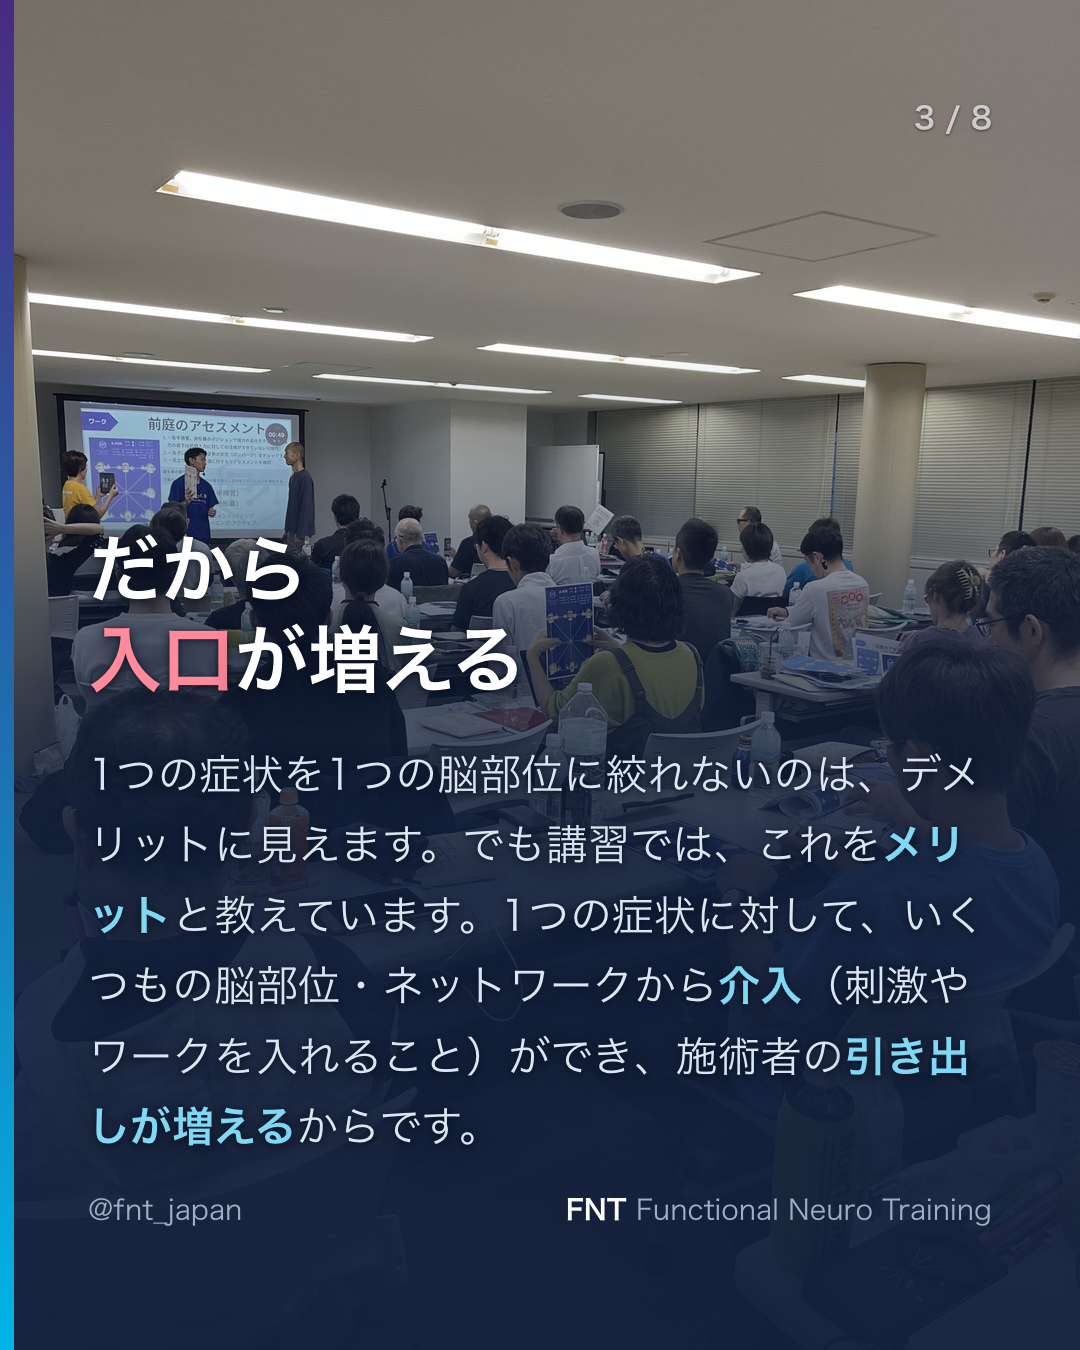 3 / 8
ワーク
前庭のアセスメント
00:49
だから
入口が増える
1つの症状を1つの脳部位に絞れないのは、デメ
リットに見えます。でも講習では、これをメリ
ットと教えています。1つの症状に対して、いく
つもの脳部位・ネットワークから介入（刺激や
ワークを入れること）ができ、施術者の引き出
しが増えるからです。
@fnt_japan
FNT Functional Neuro Training